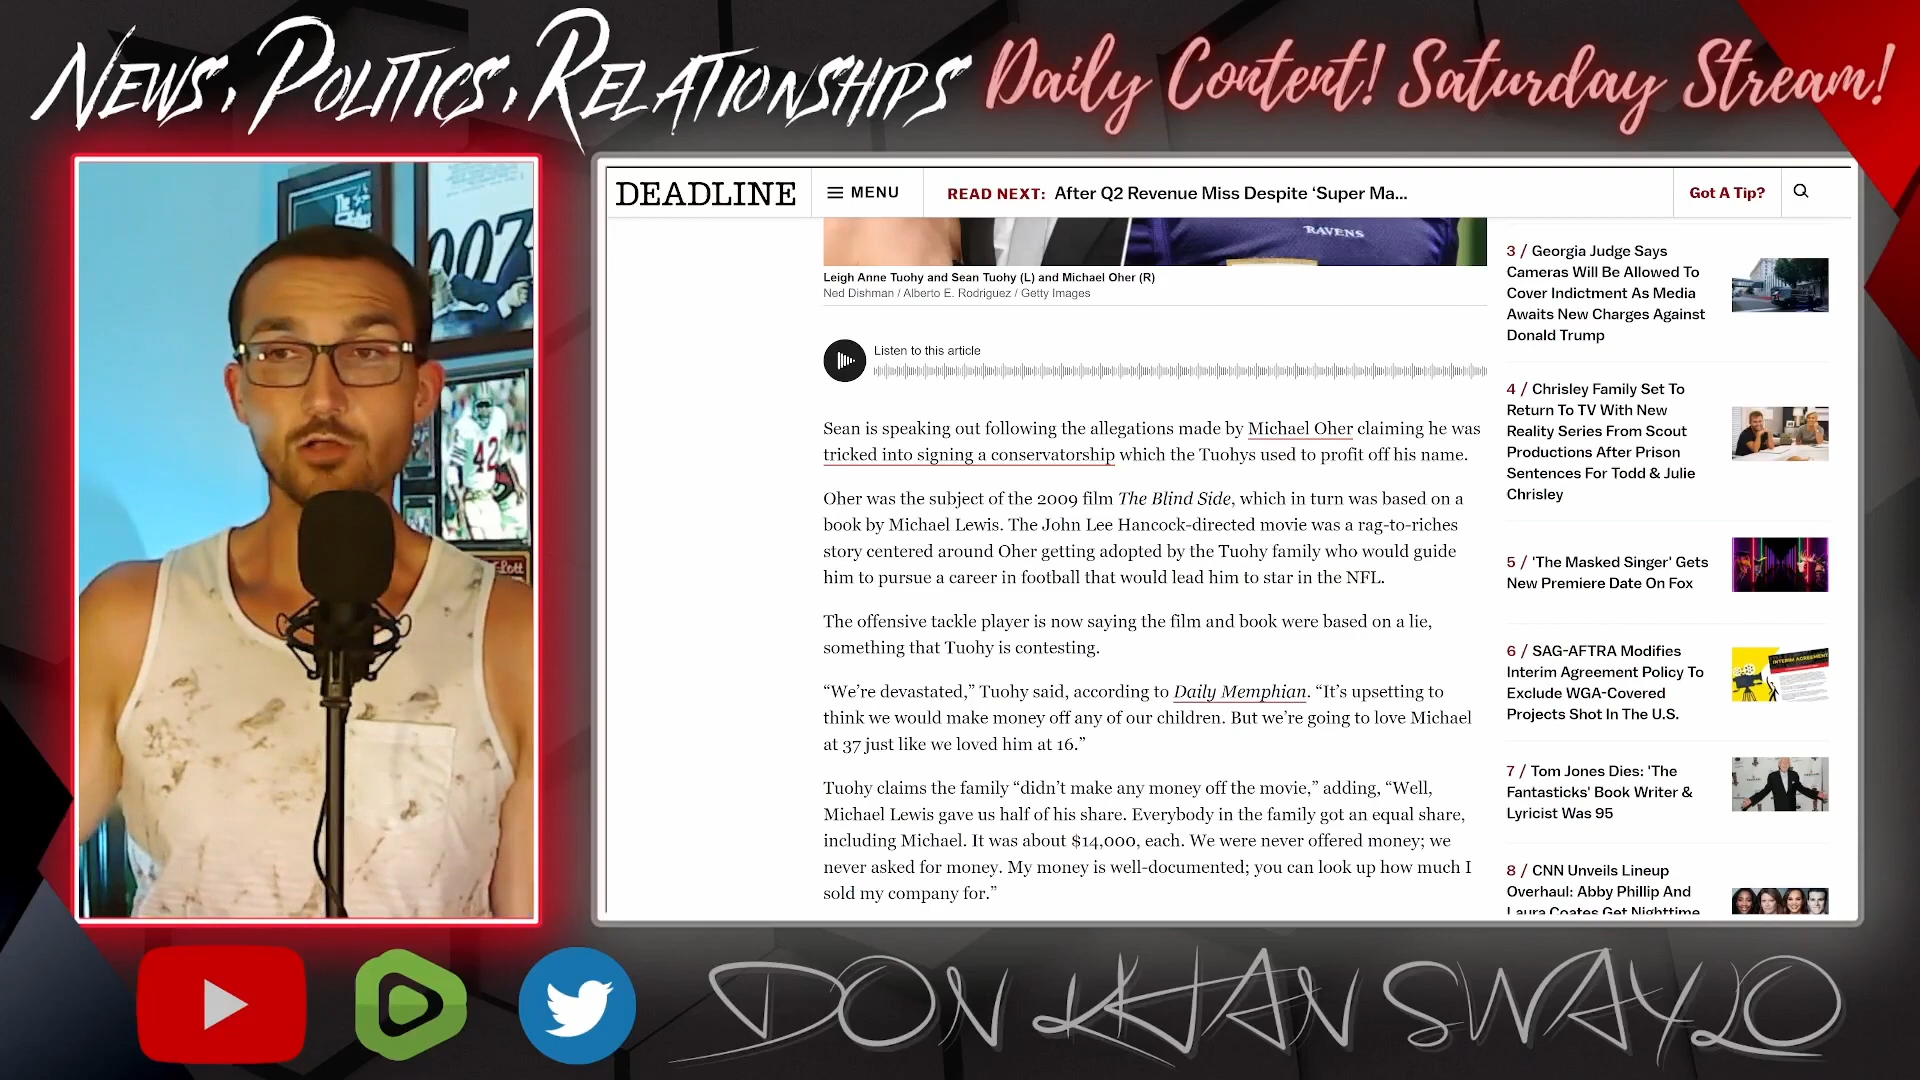 NEWS, POLITICS, RELATIONSHIPS
Daily Content! Saturday Stream!
007
42
DEADLINE
MENU
READ NEXT: After Q2 Revenue Miss Despite ‘Super Ma...
Got A Tip?
RAVENS
Leigh Anne Tuohy and Sean Tuohy (L) and Michael Oher (R)
Ned Dishman / Alberto E. Rodriguez / Getty Images
Listen to this article
Sean is speaking out following the allegations made by Michael Oher claiming he was
tricked into signing a conservatorship which the Tuohys used to profit off his name.
Oher was the subject of the 2009 film The Blind Side, which in turn was based on a
book by Michael Lewis. The John Lee Hancock-directed movie was a rag-to-riches
story centered around Oher getting adopted by the Tuohy family who would guide
him to pursue a career in football that would lead him to star in the NFL.
The offensive tackle player is now saying the film and book were based on a lie,
something that Tuohy is contesting.
“We’re devastated,” Tuohy said, according to Daily Memphian. “It’s upsetting to
think we would make money off any of our children. But we’re going to love Michael
at 37 just like we loved him at 16.”
Tuohy claims the family “didn’t make any money off the movie,” adding, “Well,
Michael Lewis gave us half of his share. Everybody in the family got an equal share,
including Michael. It was about $14,000, each. We were never offered money; we
never asked for money. My money is well-documented; you can look up how much I
sold my company for.”
3 / Georgia Judge Says
Cameras Will Be Allowed To
Cover Indictment As Media
Awaits New Charges Against
Donald Trump
4 / Chrisley Family Set To
Return To TV With New
Reality Series From Scout
Productions After Prison
Sentences For Todd & Julie
Chrisley
5 / 'The Masked Singer' Gets
New Premiere Date On Fox
6 / SAG-AFTRA Modifies
Interim Agreement Policy To
Exclude WGA-Covered
Projects Shot In The U.S.
INTERIM AGREEMENT
7 / Tom Jones Dies: 'The
Fantasticks' Book Writer &
Lyricist Was 95
8 / CNN Unveils Lineup
Overhaul: Abby Phillip And
Laura Coates Get Nighttime
DON KHAN SWAYLO